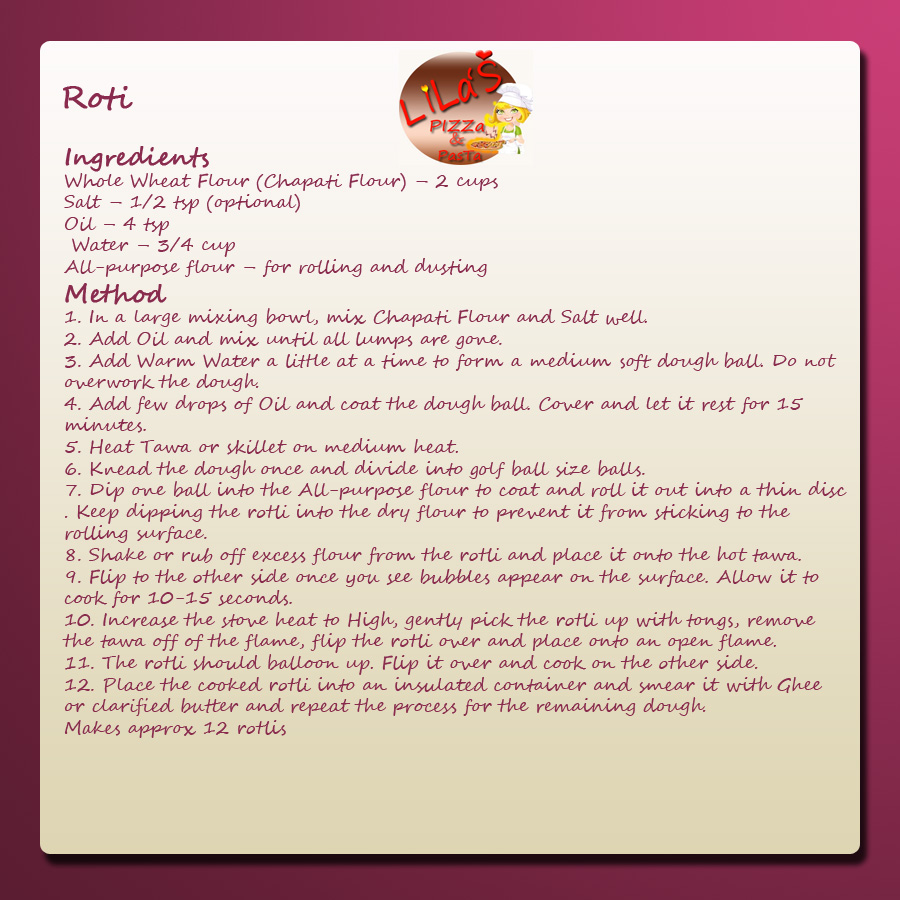 LiLa'Š
PIZZa
&
PasTa
Roti
Ingredients
Whole Wheat Flour (Chapati Flour) – 2 cups
Salt – 1/2 tsp (optional)
Oil – 4 tsp
Water – 3/4 cup
All-purpose flour – for rolling and dusting
Method
1. In a large mixing bowl, mix Chapati Flour and Salt well.
2. Add Oil and mix until all lumps are gone.
3. Add Warm Water a little at a time to form a medium soft dough ball. Do not
overwork the dough.
4. Add few drops of Oil and coat the dough ball. Cover and let it rest for 15
minutes.
5. Heat Tawa or skillet on medium heat.
6. Knead the dough once and divide into golf ball size balls.
7. Dip one ball into the All-purpose flour to coat and roll it out into a thin disc
. Keep dipping the rotli into the dry flour to prevent it from sticking to the
rolling surface.
8. Shake or rub off excess flour from the rotli and place it onto the hot tawa.
9. Flip to the other side once you see bubbles appear on the surface. Allow it to
cook for 10-15 seconds.
10. Increase the stove heat to High, gently pick the rotli up with tongs, remove
the tawa off of the flame, flip the rotli over and place onto an open flame.
11. The rotli should balloon up. Flip it over and cook on the other side.
12. Place the cooked rotli into an insulated container and smear it with Ghee
or clarified butter and repeat the process for the remaining dough.
Makes approx 12 rotlis